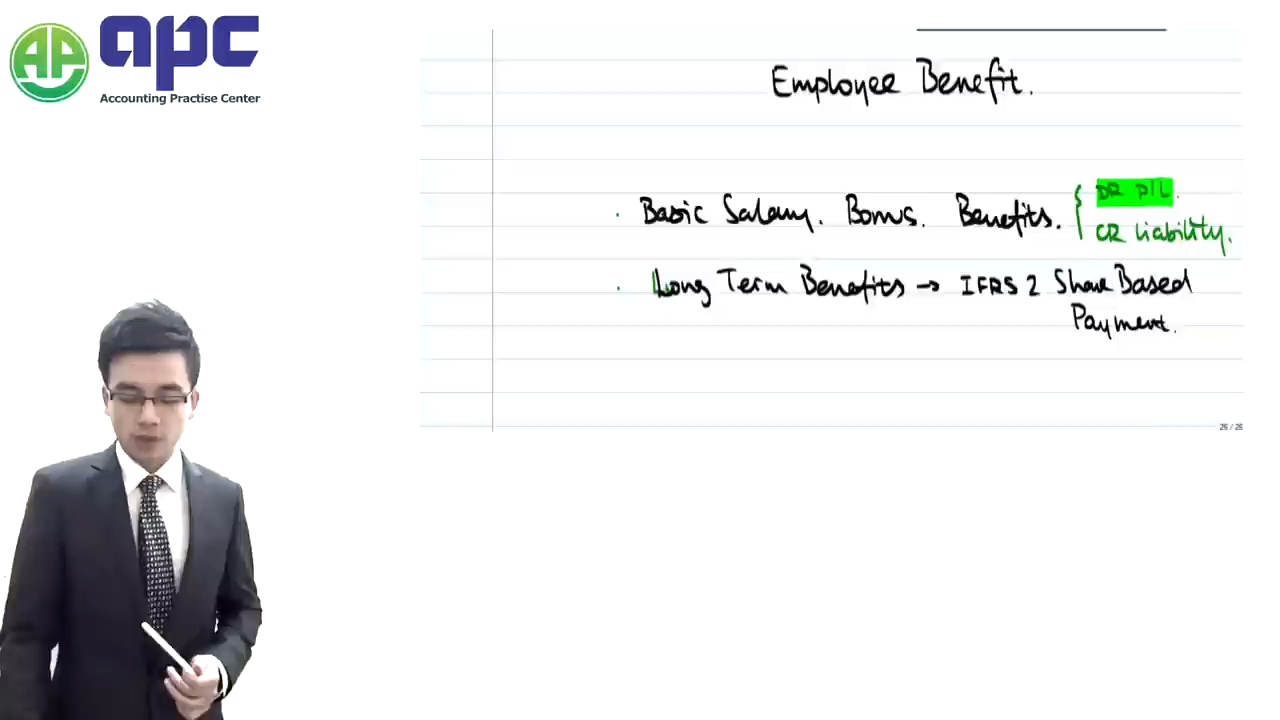 AP
apc
Accounting Practise Center
Employee Benefit.
· Basic Salary. Bonus. Benefits.
DR P/L.
CR liability.
· Long Term Benefits → IFRS 2 Share Based
Payment.
26 / 26